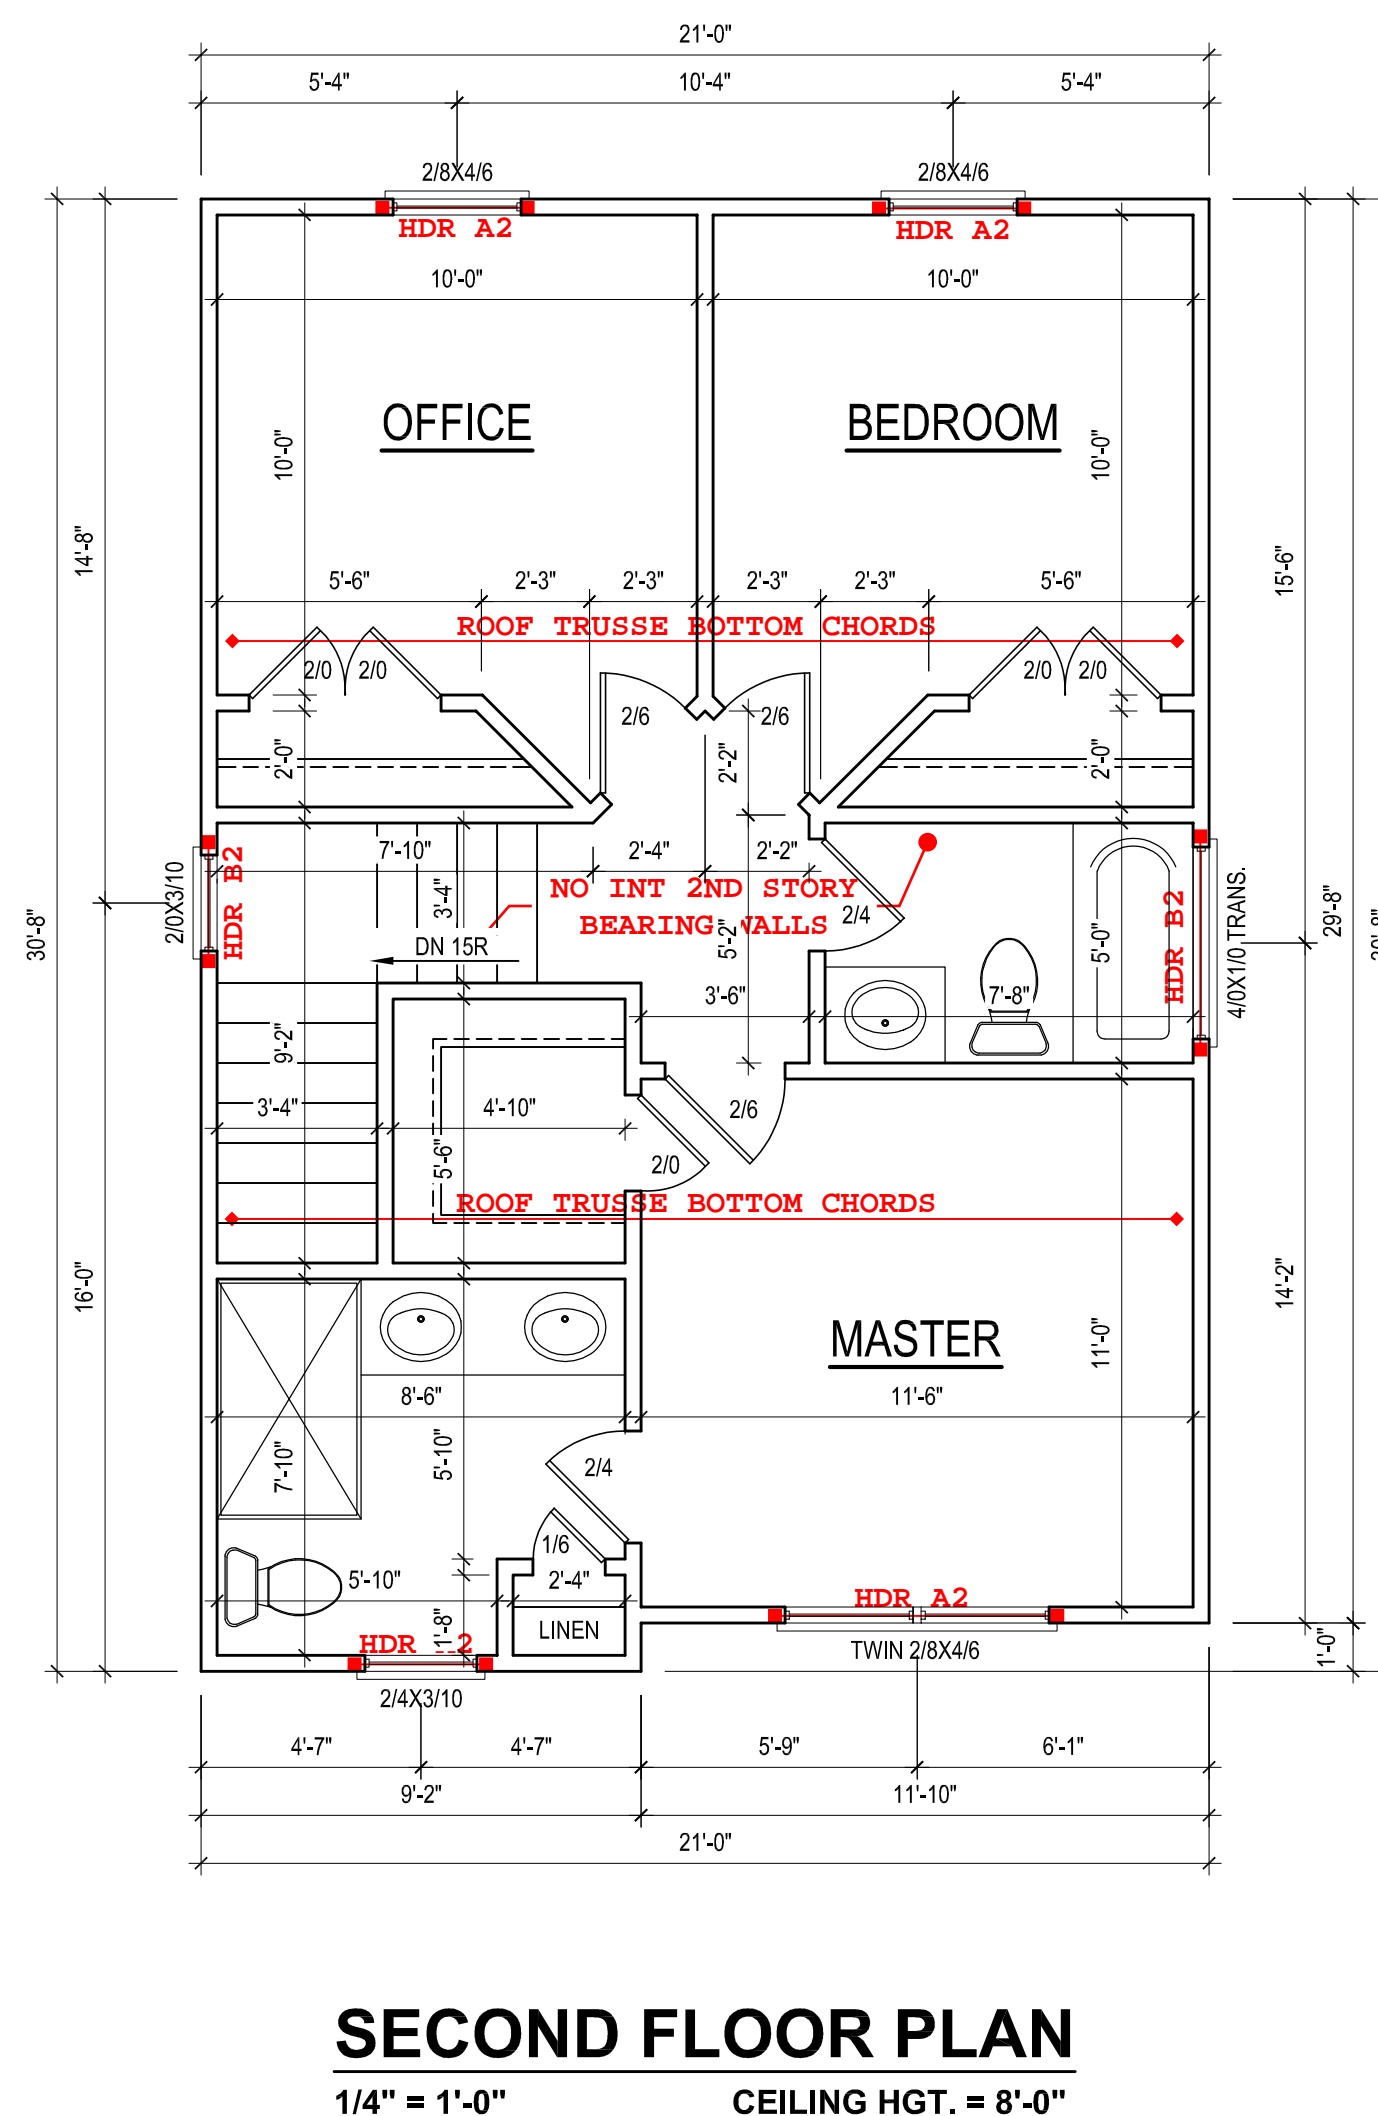 21'-0"
5'-4" 10'-4" 5'-4"
2/8X4/6 2/8X4/6
HDR A2 HDR A2
10'-0" 10'-0"
OFFICE BEDROOM
10'-0" 10'-0"
14'-8" 15'-6"
5'-6" 2'-3" 2'-3" 2'-3" 2'-3" 5'-6"
ROOF TRUSSE BOTTOM CHORDS
2/0 2/0 2/0 2/0
2/6 2/6
2'-0" 2'-2" 2'-0"
7'-10" 2'-4" 2'-2"
2/0X3/10 HDR B2 3'-4"
NO INT 2ND STORY
BEARING WALLS
2/4
30'-8" 29'-8"
DN 15R 5'-2" 5'-0" HDR B2 4/0X1/0 TRANS.
3'-6" 7'-8"
9'-2"
3'-4" 4'-10" 2/6
5'-6" 2/0
ROOF TRUSSE BOTTOM CHORDS
16'-0" 14'-2"
MASTER
11'-0"
8'-6" 11'-6"
7'-10" 5'-10" 2/4
1/6
5'-10" 2'-4"
HDR A2
LINEN
1'-8"
HDR 2
TWIN 2/8X4/6 1'-0"
2/4X3/10
4'-7" 4'-7" 5'-9" 6'-1"
9'-2" 11'-10"
21'-0"
SECOND FLOOR PLAN
1/4" = 1'-0" CEILING HGT. = 8'-0"